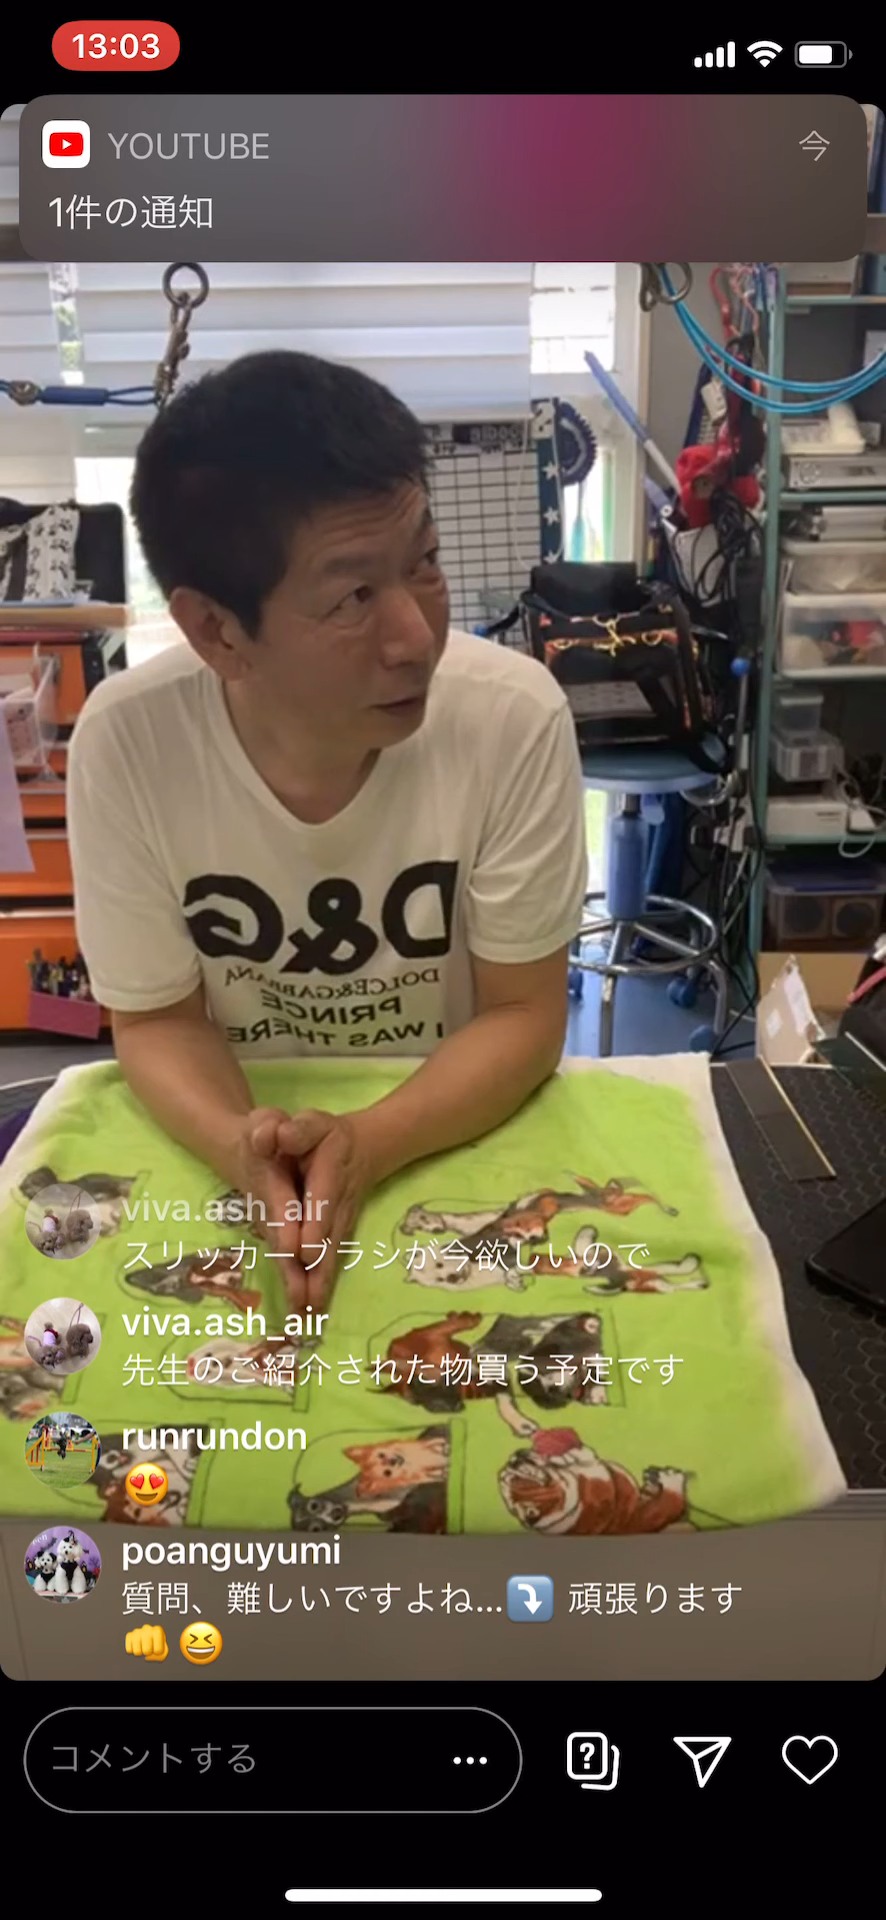 13:03
YOUTUBE
今
1件の通知
D&G
DOLCE&GABBANA
PRINCE
I WAS THERE
viva.ash_air
スリッカーブラシが今欲しいので
viva.ash_air
先生のご紹介された物買う予定です
runrundon
😍
poanguyumi
質問、難しいですよね...⤵️ 頑張ります
👊😆
コメントする